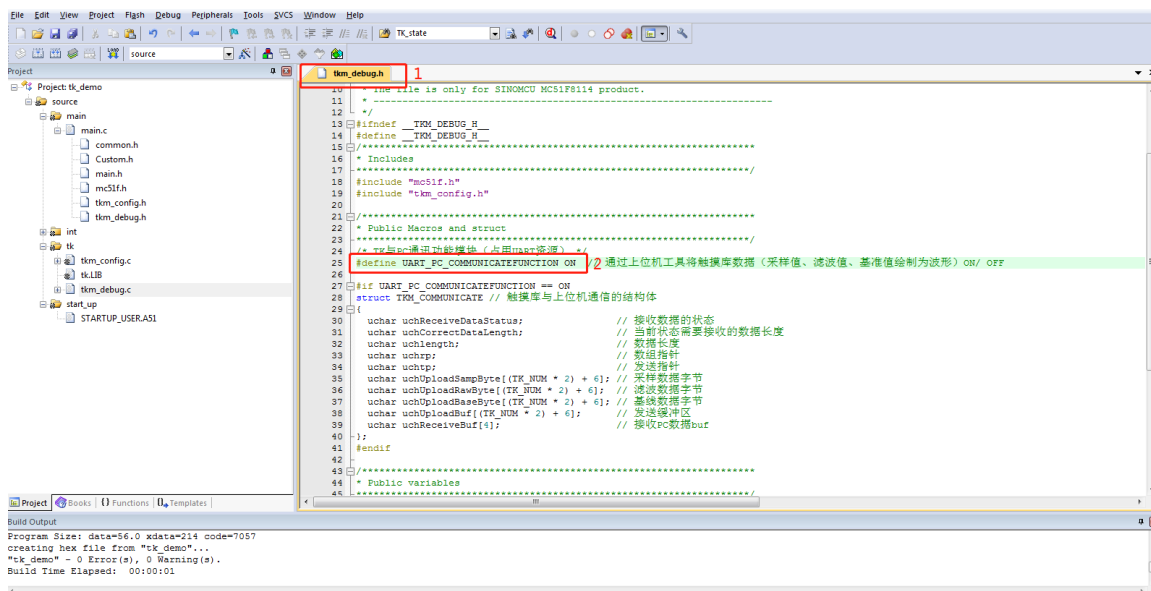 File Edit View Project Flash Debug Peripherals Tools SVCS Window Help
TK_state
LOAD source
Project
tkm_debug.h 1
Project: tk_demo
source
main
main.c
common.h
Custom.h
main.h
mc51f.h
tkm_config.h
tkm_debug.h
int
tk
tkm_config.c
tk.LIB
tkm_debug.c
start_up
STARTUP_USER.A51
10 * The file is only for SINOMCU MC51F8114 product.
11 * --------------------------------------------------------------------
12 */
13 #ifndef __TKM_DEBUG_H__
14 #define __TKM_DEBUG_H__
15 /********************************************************************
16 * Includes
17 ********************************************************************/
18 #include "mc51f.h"
19 #include "tkm_config.h"
20
21 /********************************************************************
22 * Public Macros and struct
23 ********************************************************************/
24 /* TK与PC通讯功能模块（占用UART资源） */
25 #define UART_PC_COMMUNICATEFUNCTION ON 2 // 通过上位机工具将触摸库数据（采样值、滤波值、基准值绘制为波形）ON/ OFF
26
27 #if UART_PC_COMMUNICATEFUNCTION == ON
28 struct TKM_COMMUNICATE // 触摸库与上位机通信的结构体
29 {
30 uchar uchReceiveDataStatus; // 接收数据的状态
31 uchar uchCorrectDataLength; // 当前状态需要接收的数据长度
32 uchar uchlength; // 数据长度
33 uchar uchrp; // 数组指针
34 uchar uchtp; // 发送指针
35 uchar uchUploadSampByte[(TK_NUM * 2) + 6]; // 采样数据字节
36 uchar uchUploadRawByte[(TK_NUM * 2) + 6]; // 滤波数据字节
37 uchar uchUploadBaseByte[(TK_NUM * 2) + 6]; // 基线数据字节
38 uchar uchUploadBuf[(TK_NUM * 2) + 6]; // 发送缓冲区
39 uchar uchReceiveBuf[4]; // 接收PC数据buf
40 };
41 #endif
42
43 /********************************************************************
44 * Public variables
45 ********************************************************************/
Project Books {} Functions Templates
Build Output
Program Size: data=56.0 xdata=214 code=7057
creating hex file from "tk_demo"...
"tk_demo" - 0 Error(s), 0 Warning(s).
Build Time Elapsed: 00:00:01